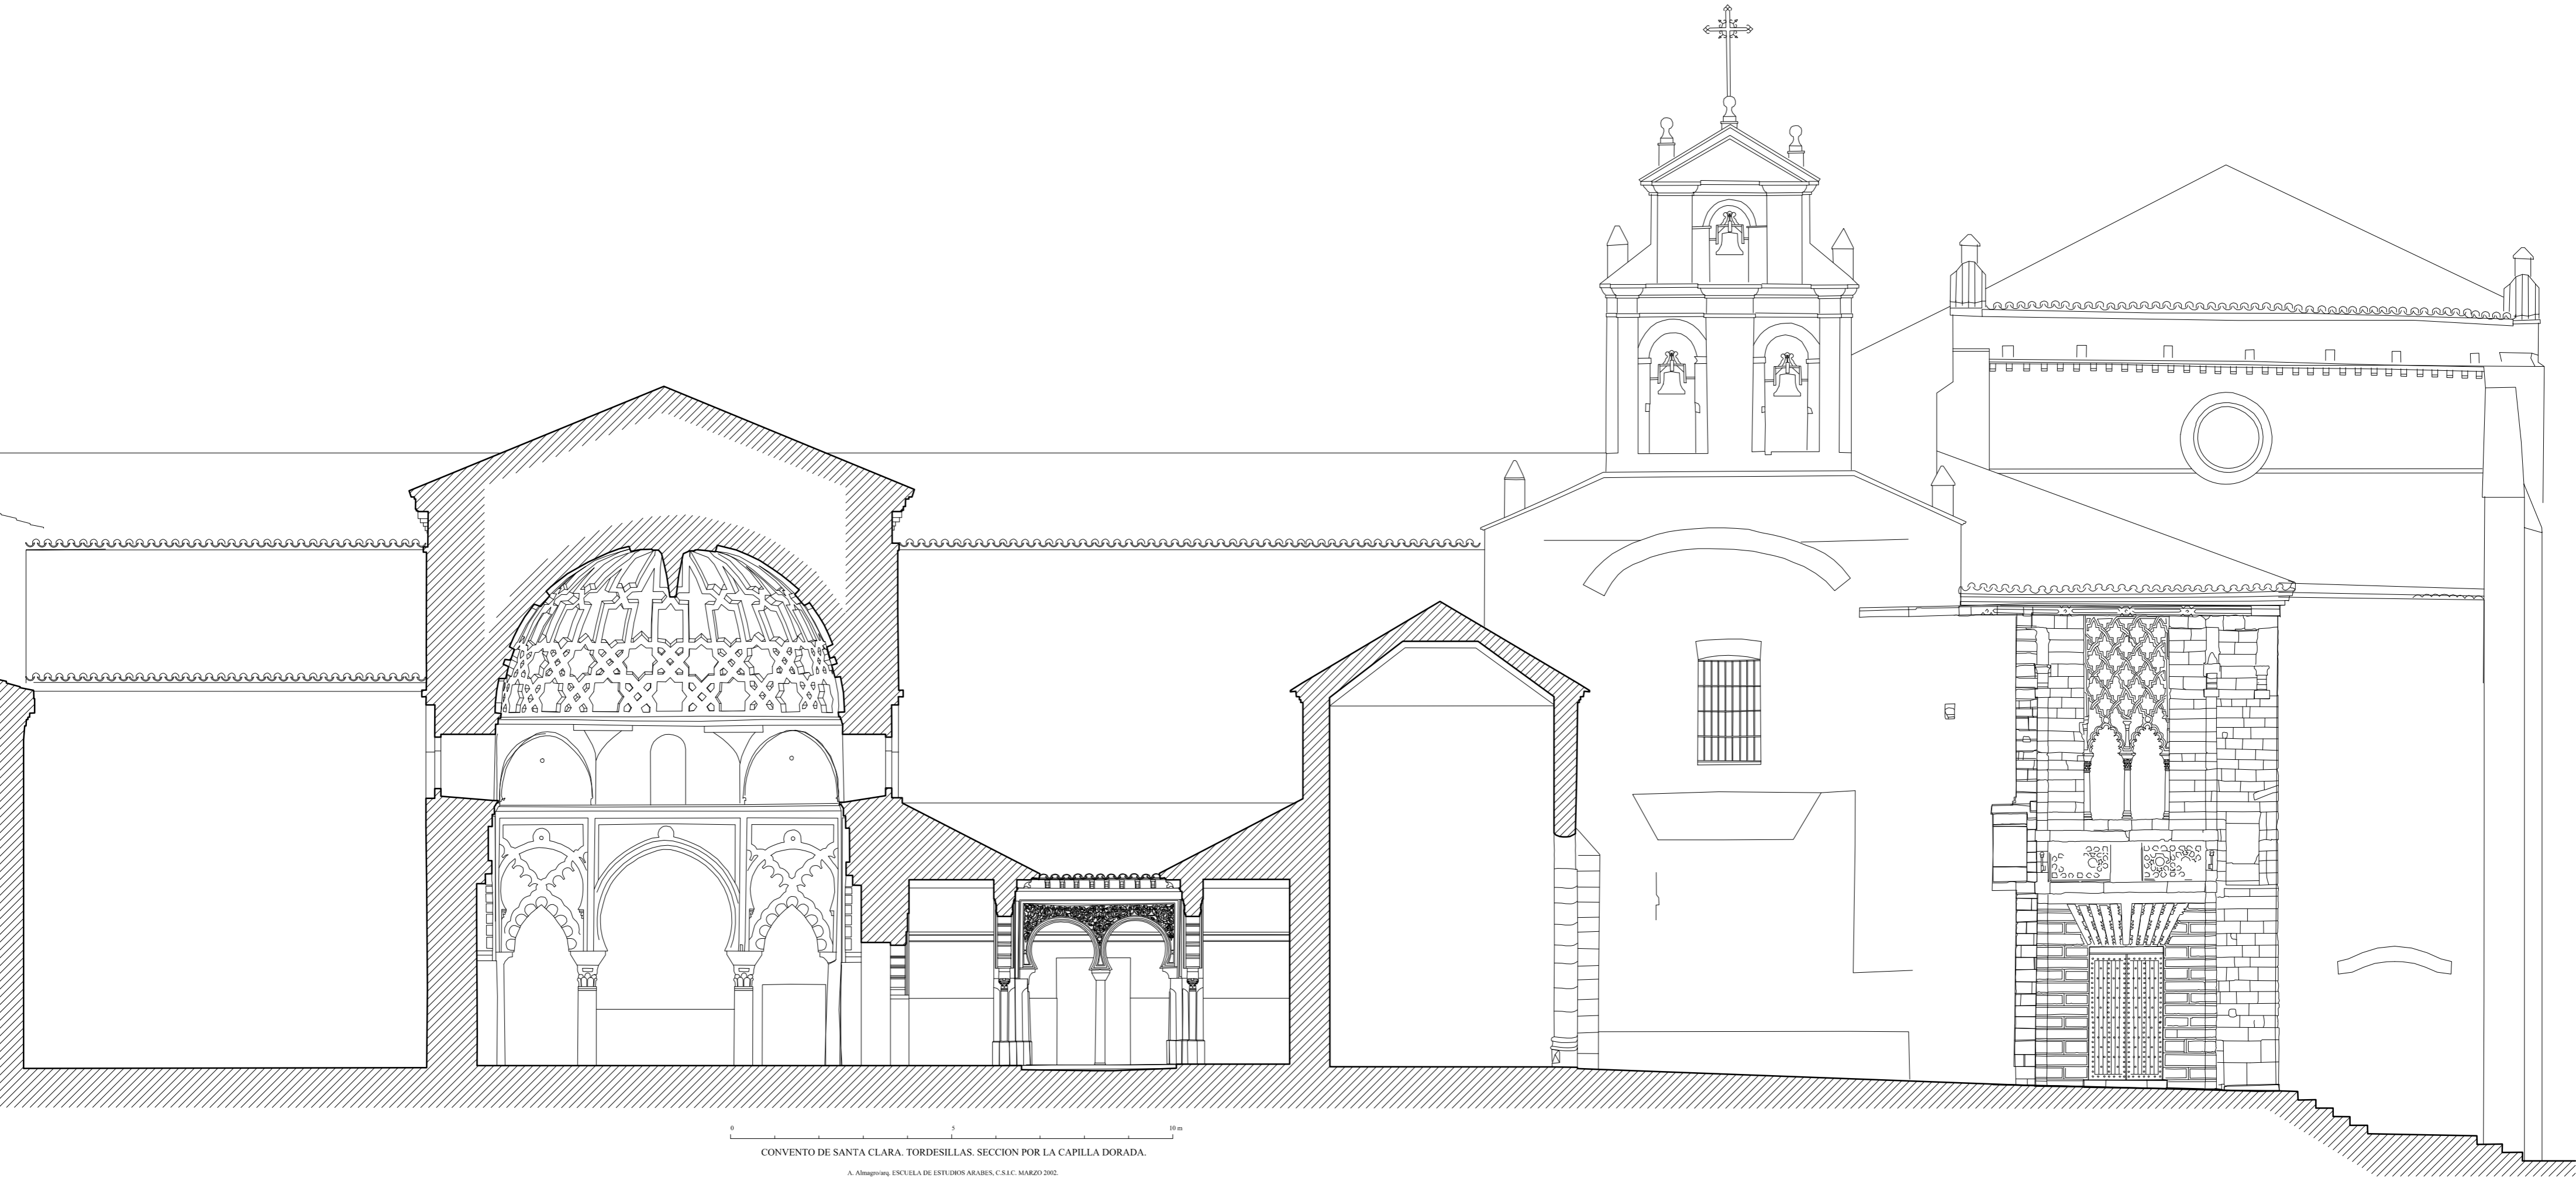 0 5 10 m
CONVENTO DE SANTA CLARA. TORDESILLAS. SECCION POR LA CAPILLA DORADA.
A. Almagro/arq. ESCUELA DE ESTUDIOS ARABES, C.S.I.C. MARZO 2002.